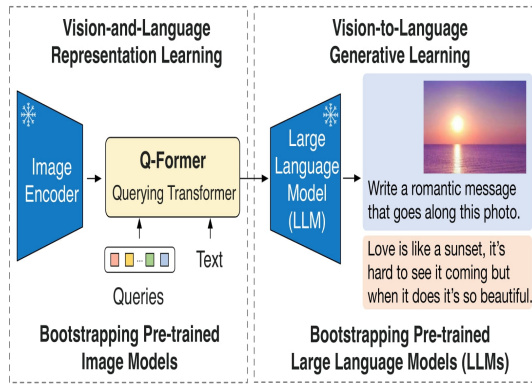 Vision-and-Language
Representation Learning
Image
Encoder
Q-Former
Querying Transformer
...
Queries
Text
Bootstrapping Pre-trained
Image Models
Vision-to-Language
Generative Learning
Large
Language
Model
(LLM)
Write a romantic message
that goes along this photo.
Love is like a sunset, it's
hard to see it coming but
when it does it's so beautiful.
Bootstrapping Pre-trained
Large Language Models (LLMs)